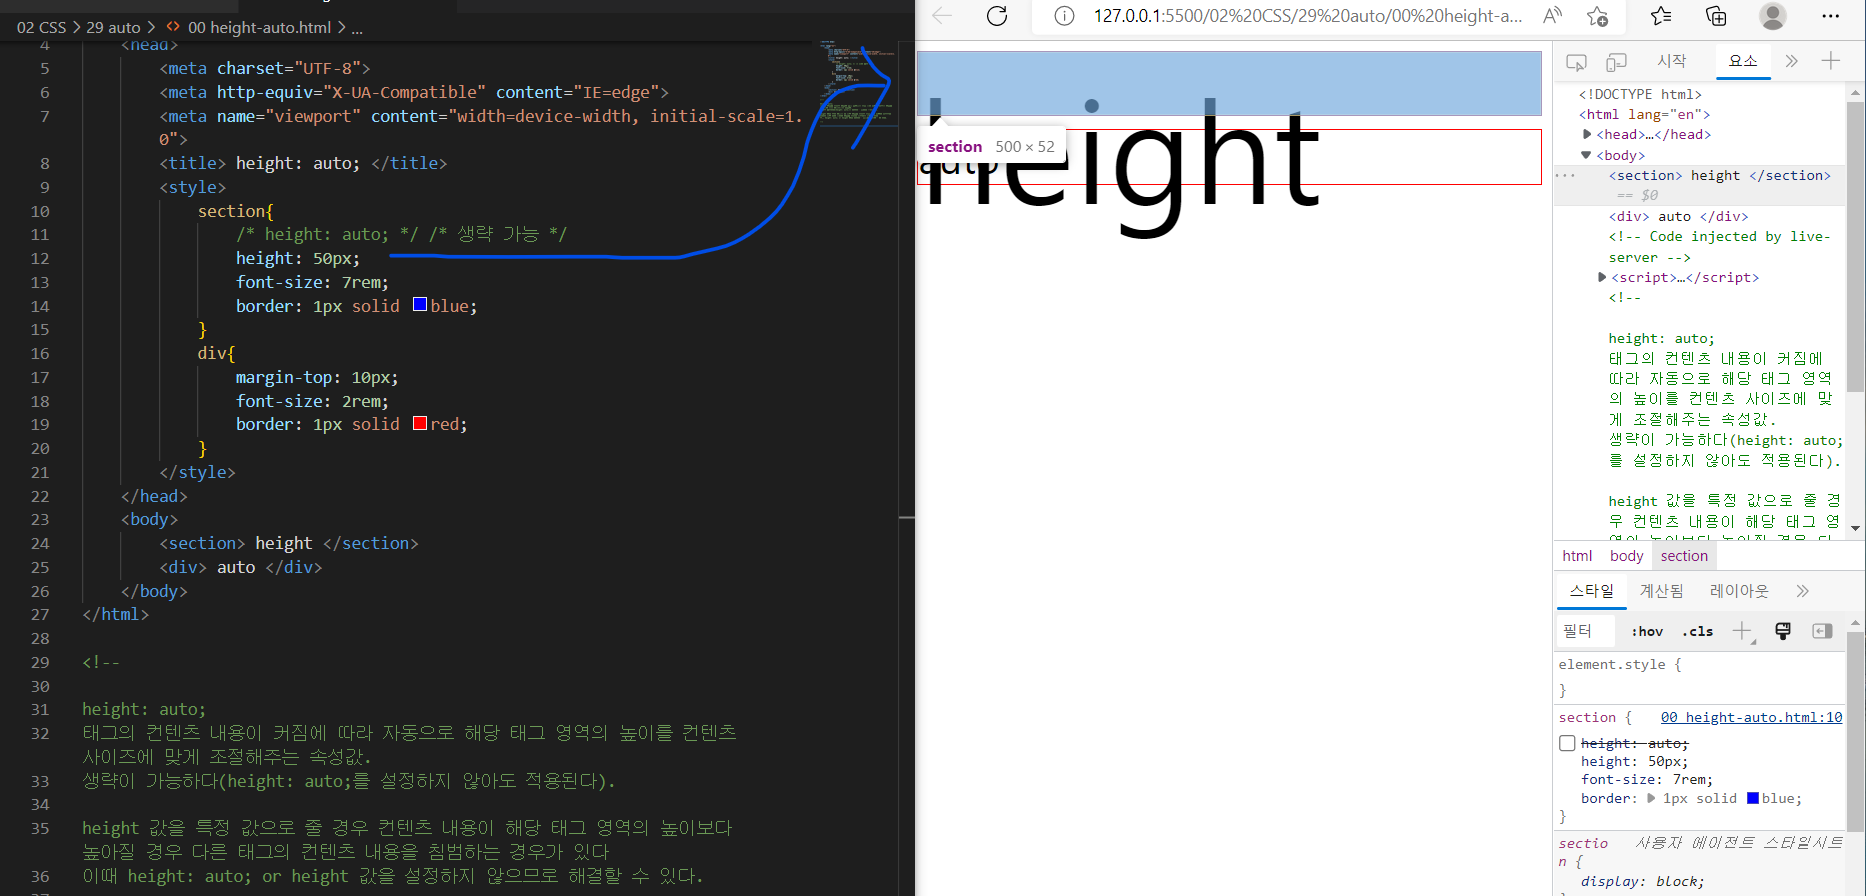 02 CSS > 29 auto > <> 00 height-auto.html > ...
4 <head>
5 <meta charset="UTF-8">
6 <meta http-equiv="X-UA-Compatible" content="IE=edge">
7 <meta name="viewport" content="width=device-width, initial-scale=1.
0">
8 <title> height: auto; </title>
9 <style>
10 section{
11 /* height: auto; */ /* 생략 가능 */
12 height: 50px;
13 font-size: 7rem;
14 border: 1px solid blue;
15 }
16 div{
17 margin-top: 10px;
18 font-size: 2rem;
19 border: 1px solid red;
20 }
21 </style>
22 </head>
23 <body>
24 <section> height </section>
25 <div> auto </div>
26 </body>
27 </html>
28
29 <!--
30
31 height: auto;
32 태그의 컨텐츠 내용이 커짐에 따라 자동으로 해당 태그 영역의 높이를 컨텐츠
사이즈에 맞게 조절해주는 속성값.
33 생략이 가능하다(height: auto;를 설정하지 않아도 적용된다).
34
35 height 값을 특정 값으로 줄 경우 컨텐츠 내용이 해당 태그 영역의 높이보다
높아질 경우 다른 태그의 컨텐츠 내용을 침범하는 경우가 있다
36 이때 height: auto; or height 값을 설정하지 않으므로 해결할 수 있다.
127.0.0.1:5500/02%20CSS/29%20auto/00%20height-a...
height
section 500 × 52
auto
시작 요소
<!DOCTYPE html>
<html lang="en">
<head>…</head>
<body>
··· <section> height </section>
== $0
<div> auto </div>
<!-- Code injected by live-
server -->
<script>…</script>
<!--
height: auto;
태그의 컨텐츠 내용이 커짐에
따라 자동으로 해당 태그 영역
의 높이를 컨텐츠 사이즈에 맞
게 조절해주는 속성값.
생략이 가능하다(height: auto;
를 설정하지 않아도 적용된다).
height 값을 특정 값으로 줄 경
우 컨텐츠 내용이 해당 태그 영
html body section
스타일 계산됨 레이아웃
필터 :hov .cls
element.style {
}
section { 00 height-auto.html:10
height: auto;
height: 50px;
font-size: 7rem;
border: 1px solid blue;
}
sectio 사용자 에이전트 스타일시트
n {
display: block;